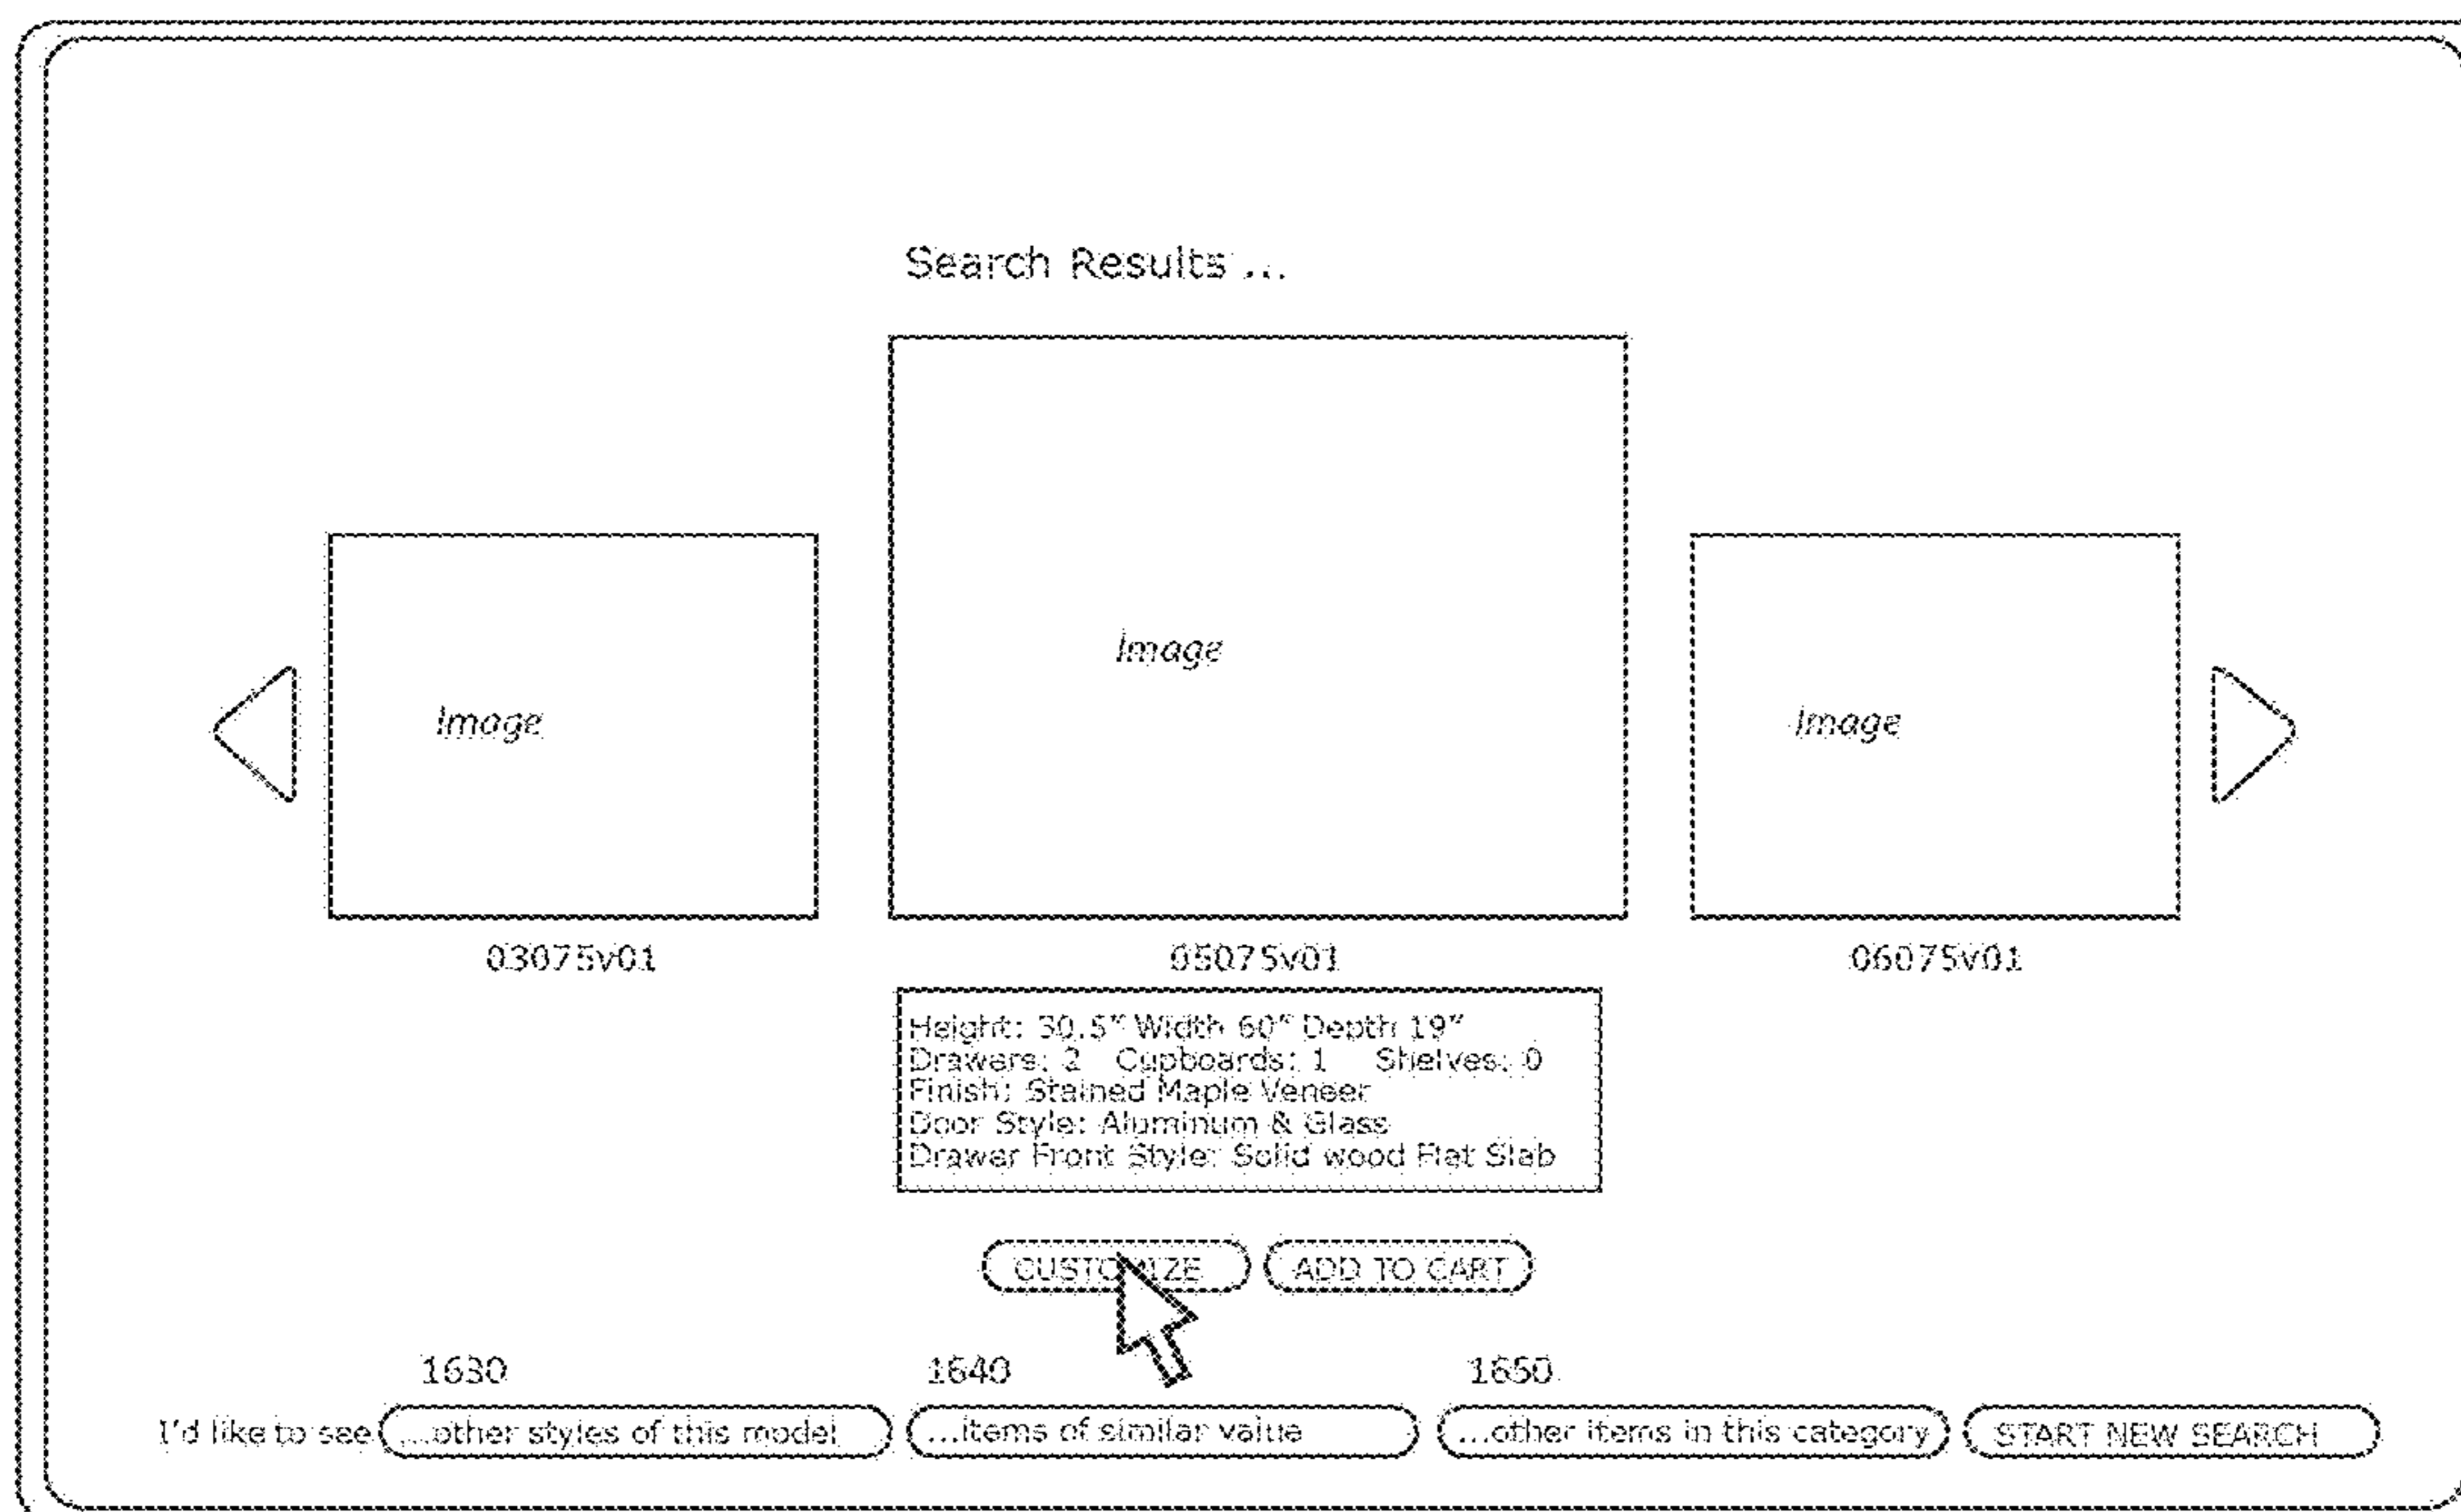 Search Results ...
Image
Image
Image
03075v01
05075v01
06075v01
Height: 30.5" Width 60" Depth 19"
Drawers: 2 Cupboards: 1 Shelves: 0
Finish: Stained Maple Veneer
Door Style: Aluminum & Glass
Drawer Front Style: Solid wood Flat Slab
CUSTOMIZE
ADD TO CART
1630
1640
1650
I'd like to see ...other styles of this model ...items of similar value ...other items in this category START NEW SEARCH